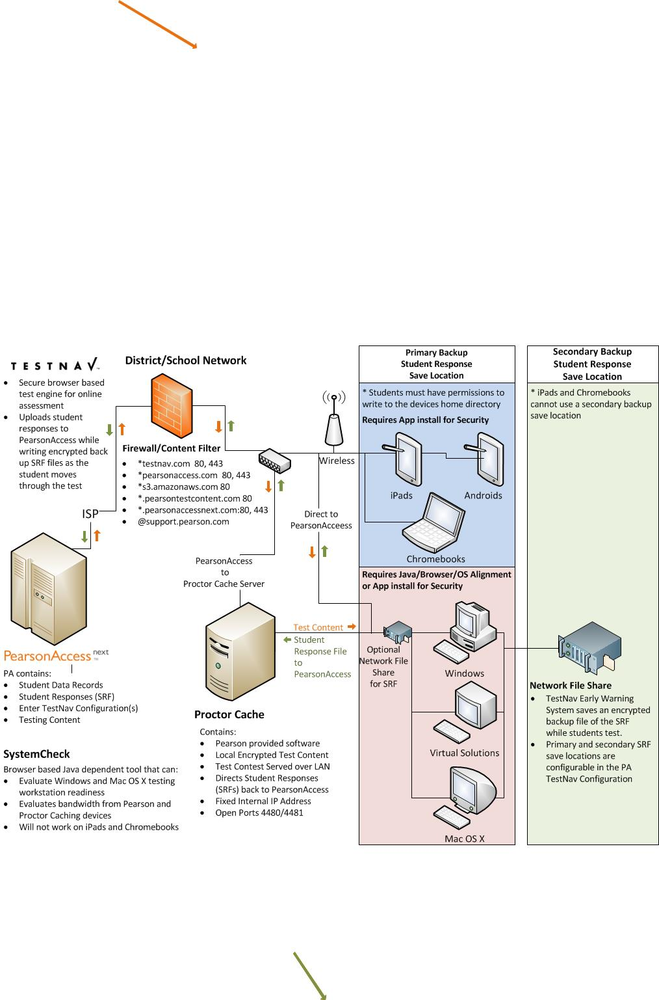 TESTNAV™
• Secure browser based
test engine for online
assessment
• Uploads student
responses to
PearsonAccess while
writing encrypted back
up SRF files as the
student moves
through the test
ISP
PearsonAccess next ™
PA contains:
• Student Data Records
• Student Responses (SRF)
• Enter TestNav Configuration(s)
• Testing Content
SystemCheck
Browser based Java dependent tool that can:
• Evaluate Windows and Mac OS X testing
workstation readiness
• Evaluates bandwidth from Pearson and
Proctor Caching devices
• Will not work on iPads and Chromebooks
District/School Network
Firewall/Content Filter
• *testnav.com 80, 443
• *pearsonaccess.com 80, 443
• *s3.amazonaws.com 80
• *.pearsontestcontent.com 80
• *.pearsonaccessnext.com:80, 443
• @support.pearson.com
PearsonAccess
to
Proctor Cache Server
Proctor Cache
Contains:
• Pearson provided software
• Local Encrypted Test Content
• Test Contest Served over LAN
• Directs Student Responses
(SRFs) back to PearsonAccess
• Fixed Internal IP Address
• Open Ports 4480/4481
Wireless
Direct to
PearsonAcceess
Test Content
Student
Response File
to
PearsonAccess
Primary Backup
Student Response
Save Location
* Students must have permissions to
write to the devices home directory
Requires App install for Security
iPads
Androids
Chromebooks
Requires Java/Browser/OS Alignment
or App install for Security
Optional
Network File
Share
for SRF
Windows
Virtual Solutions
Mac OS X
Secondary Backup
Student Response
Save Location
* iPads and Chromebooks
cannot use a secondary backup
save location
Network File Share
• TestNav Early Warning
System saves an encrypted
backup file of the SRF
while students test.
• Primary and secondary SRF
save locations are
configurable in the PA
TestNav Configuration